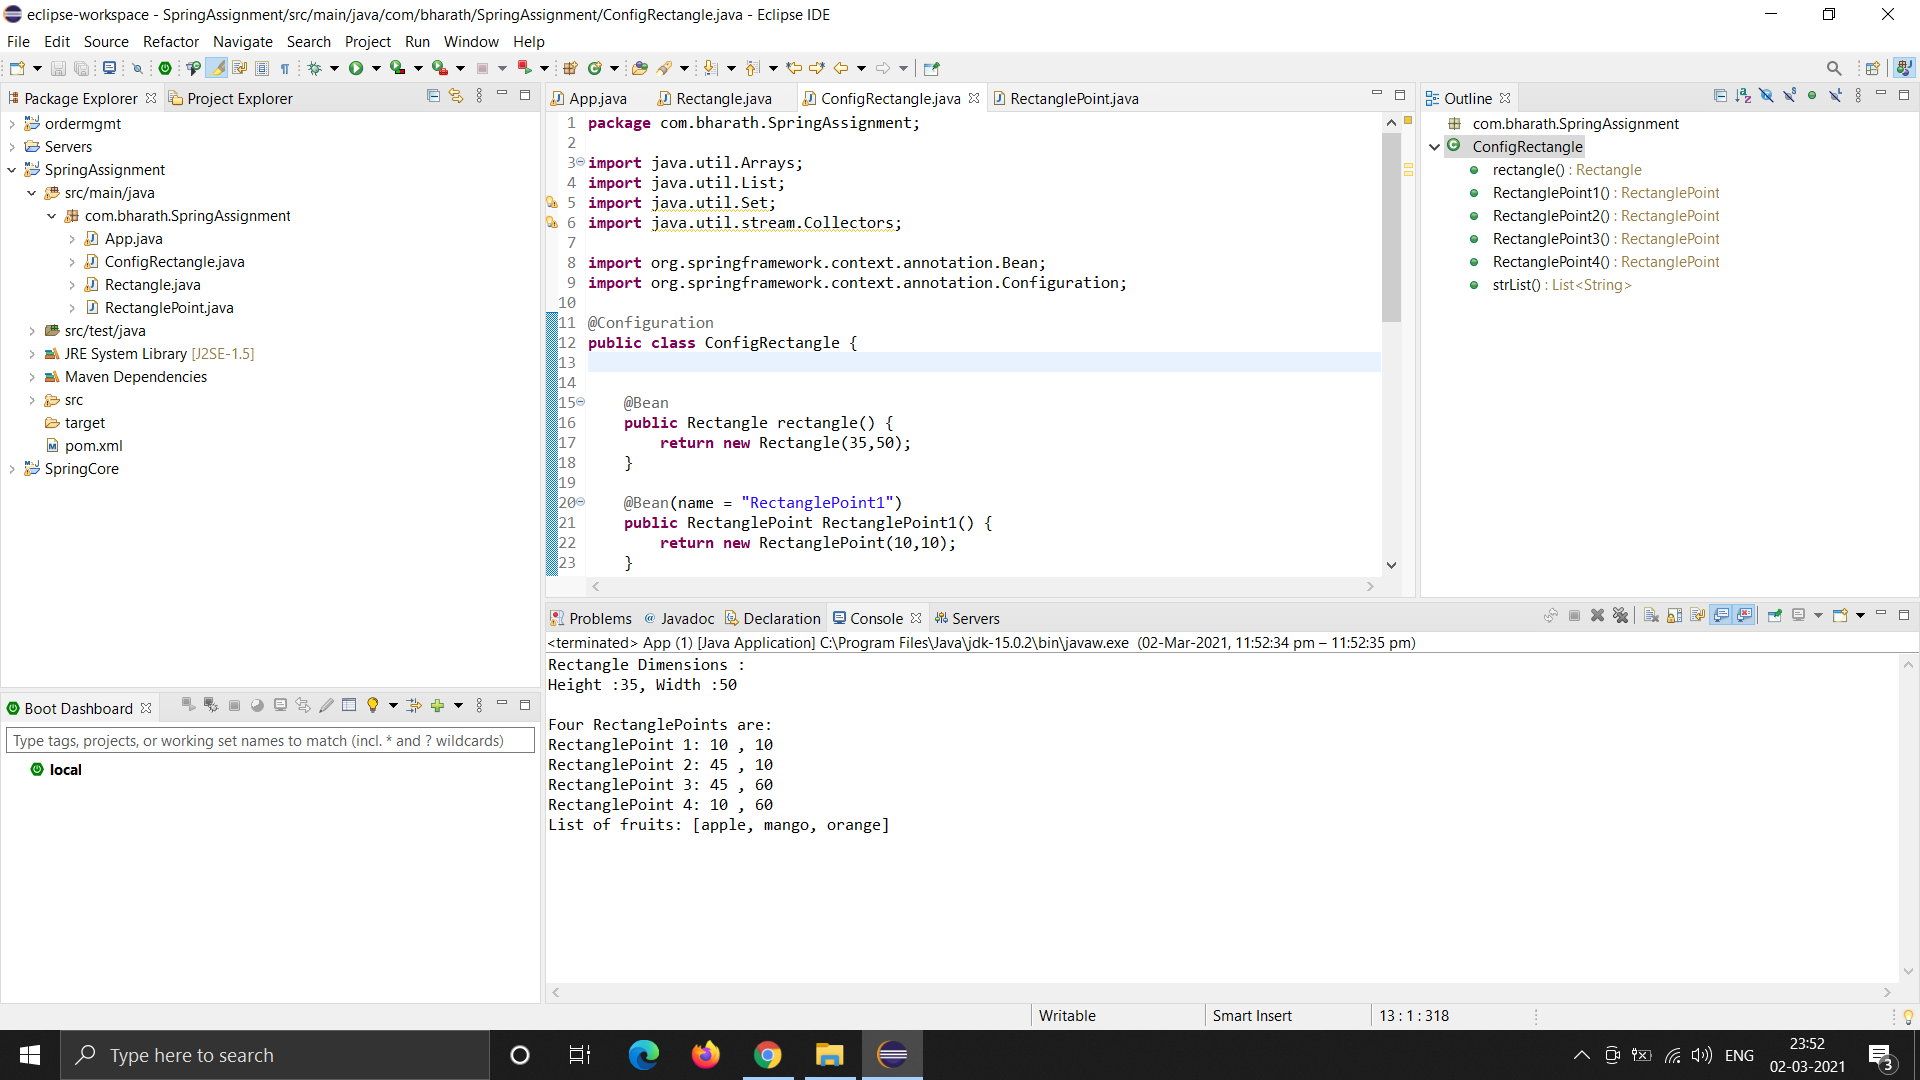 eclipse-workspace - SpringAssignment/src/main/java/com/bharath/SpringAssignment/ConfigRectangle.java - Eclipse IDE
File Edit Source Refactor Navigate Search Project Run Window Help
Package Explorer Project Explorer
ordermgmt
Servers
SpringAssignment
src/main/java
com.bharath.SpringAssignment
App.java
ConfigRectangle.java
Rectangle.java
RectanglePoint.java
src/test/java
JRE System Library [J2SE-1.5]
Maven Dependencies
src
target
pom.xml
SpringCore
Boot Dashboard
Type tags, projects, or working set names to match (incl. * and ? wildcards)
local
App.java Rectangle.java ConfigRectangle.java RectanglePoint.java
1 package com.bharath.SpringAssignment;
2
3 import java.util.Arrays;
4 import java.util.List;
5 import java.util.Set;
6 import java.util.stream.Collectors;
7
8 import org.springframework.context.annotation.Bean;
9 import org.springframework.context.annotation.Configuration;
10
11 @Configuration
12 public class ConfigRectangle {
13
14
15 @Bean
16 public Rectangle rectangle() {
17 return new Rectangle(35,50);
18 }
19
20 @Bean(name = "RectanglePoint1")
21 public RectanglePoint RectanglePoint1() {
22 return new RectanglePoint(10,10);
23 }
Outline
com.bharath.SpringAssignment
ConfigRectangle
rectangle() : Rectangle
RectanglePoint1() : RectanglePoint
RectanglePoint2() : RectanglePoint
RectanglePoint3() : RectanglePoint
RectanglePoint4() : RectanglePoint
strList() : List<String>
Problems Javadoc Declaration Console Servers
<terminated> App (1) [Java Application] C:\Program Files\Java\jdk-15.0.2\bin\javaw.exe (02-Mar-2021, 11:52:34 pm – 11:52:35 pm)
Rectangle Dimensions :
Height :35, Width :50
Four RectanglePoints are:
RectanglePoint 1: 10 , 10
RectanglePoint 2: 45 , 10
RectanglePoint 3: 45 , 60
RectanglePoint 4: 10 , 60
List of fruits: [apple, mango, orange]
Writable Smart Insert 13 : 1 : 318
Type here to search
ENG
23:52
02-03-2021
3